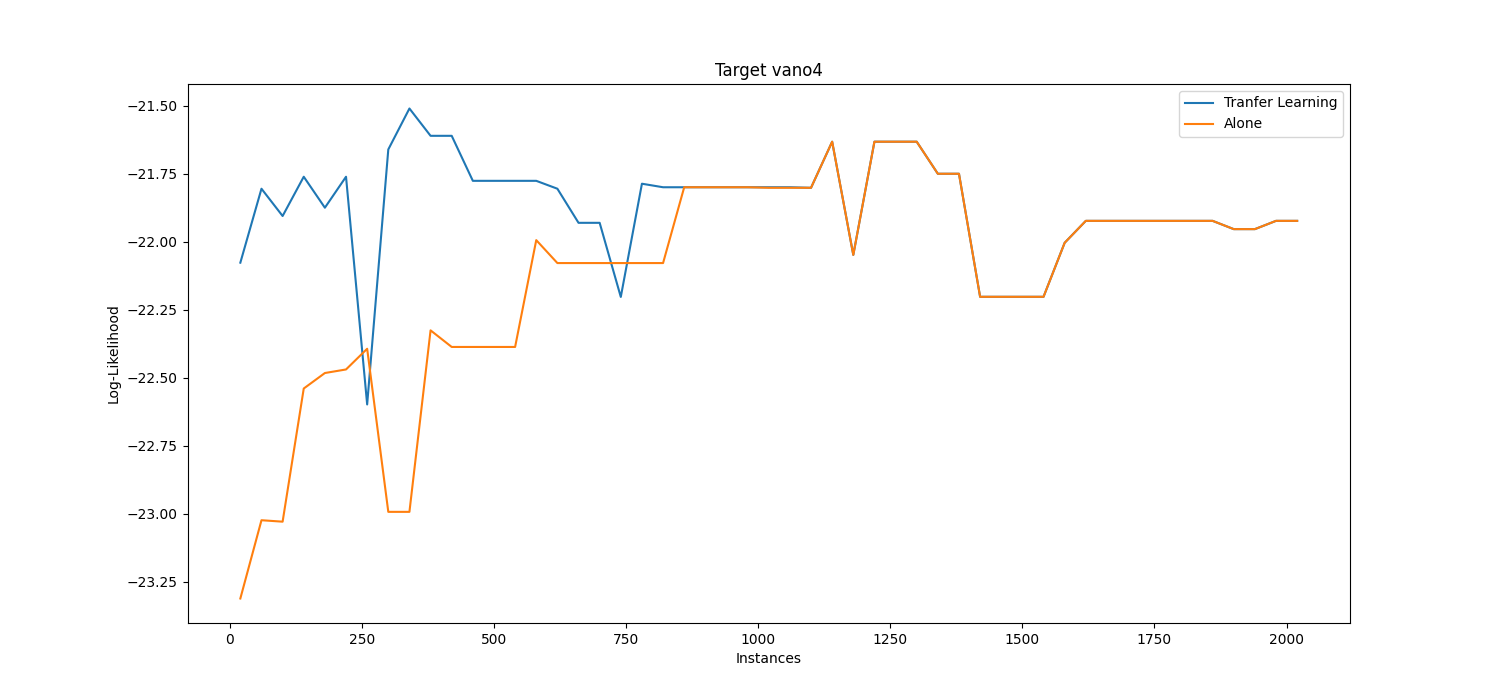 Target vano4
Tranfer Learning
Alone
Log-Likelihood
−21.50
−21.75
−22.00
−22.25
−22.50
−22.75
−23.00
−23.25
0 250 500 750 1000 1250 1500 1750 2000
Instances